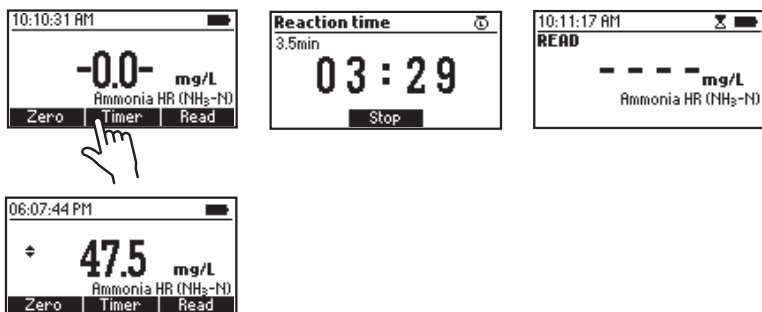 10:10:31 AM
-0.0- mg/L
Ammonia HR (NH₃-N)
Zero Timer Read
Reaction time
3.5min
03:29
Stop
10:11:17 AM
READ
---- mg/L
Ammonia HR (NH₃-N)
06:07:44 PM
47.5 mg/L
Ammonia HR (NH₃-N)
Zero Timer Read